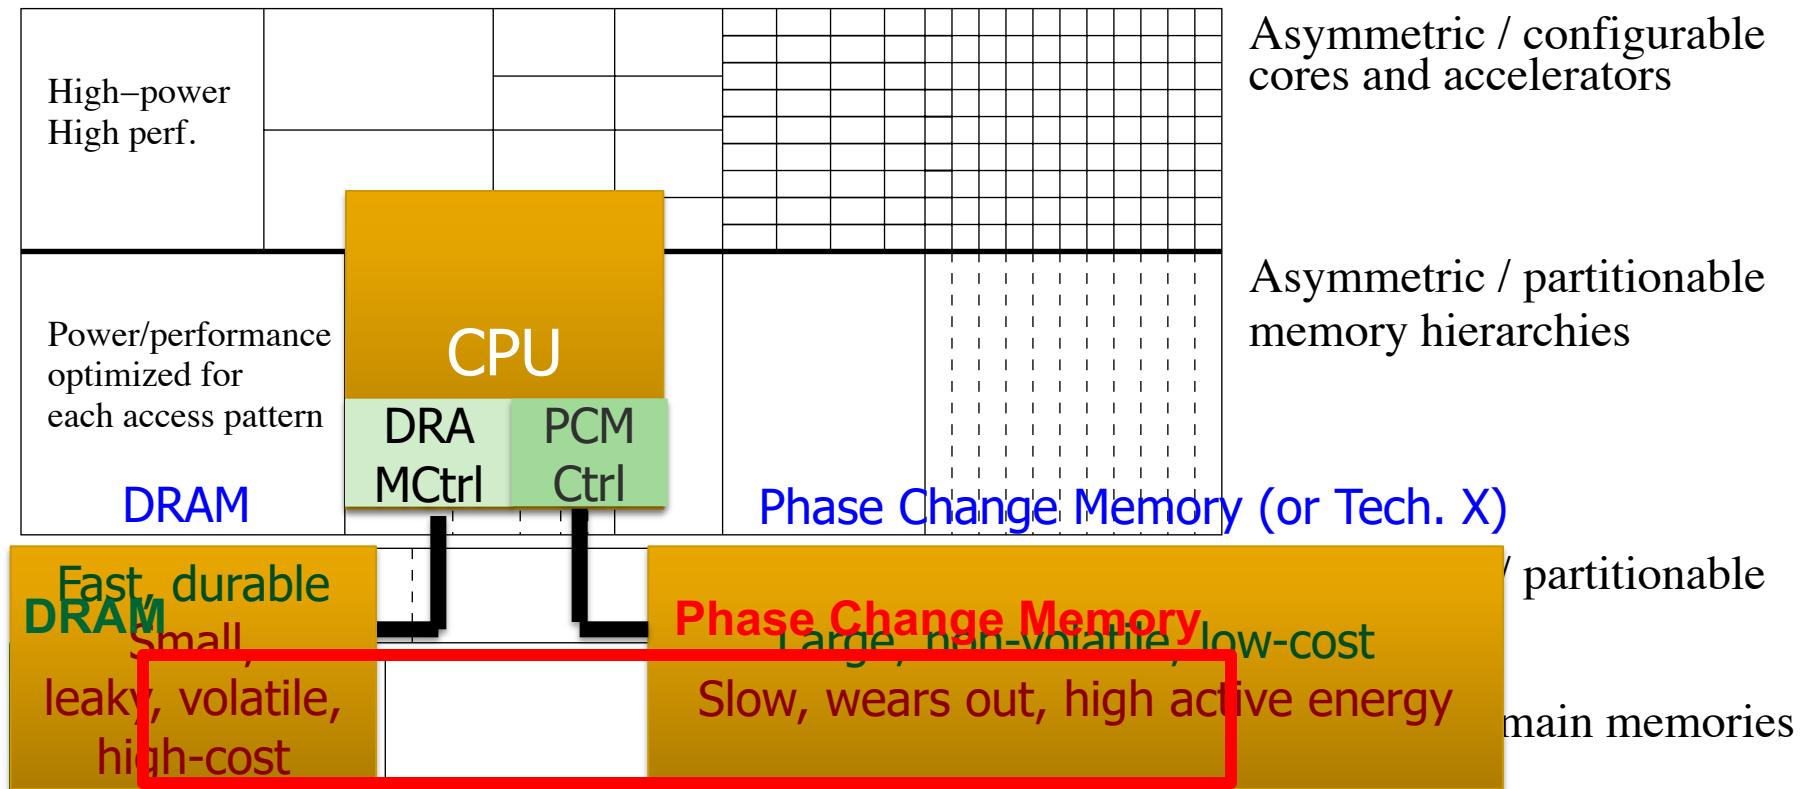 Asymmetric / configurable
cores and accelerators
High–power
High perf.
Asymmetric / partitionable
memory hierarchies
Power/performance
optimized for
each access pattern
CPU
DRA
MCtrl
PCM
Ctrl
DRAM
Phase Change Memory (or Tech. X)
/ partitionable
Fast, durable
DRAM
Small,
leaky, volatile,
high-cost
Phase Change Memory
Large, non-volatile, low-cost
Slow, wears out, high active energy
main memories